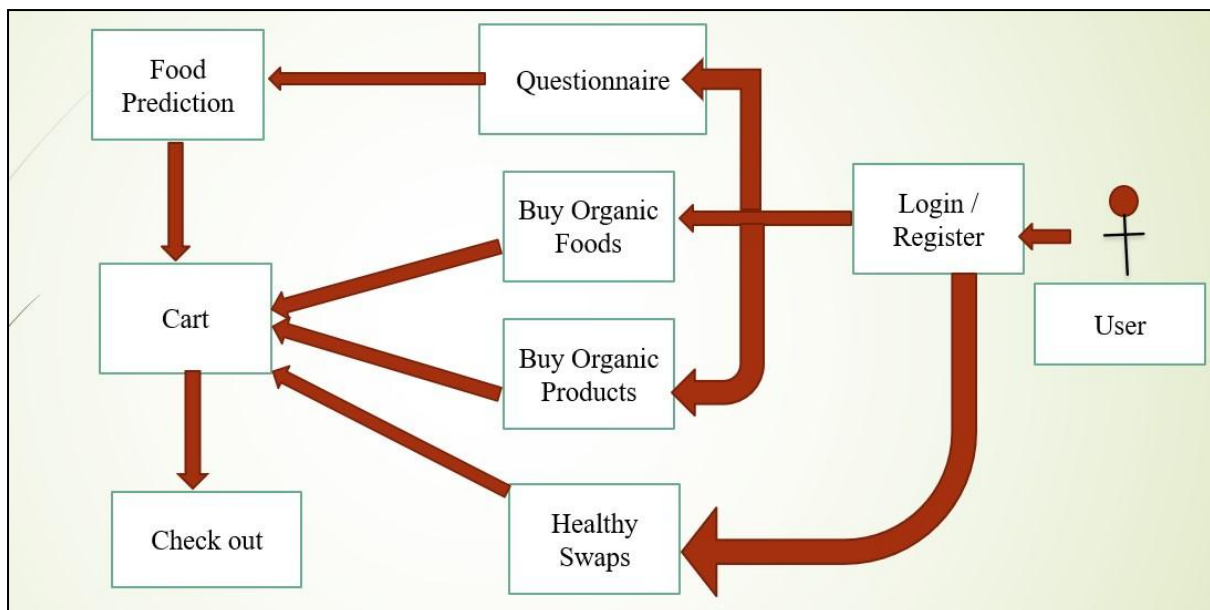 Food
Prediction
Questionnaire
Buy Organic
Foods
Login /
Register
Cart
User
Buy Organic
Products
Check out
Healthy
Swaps